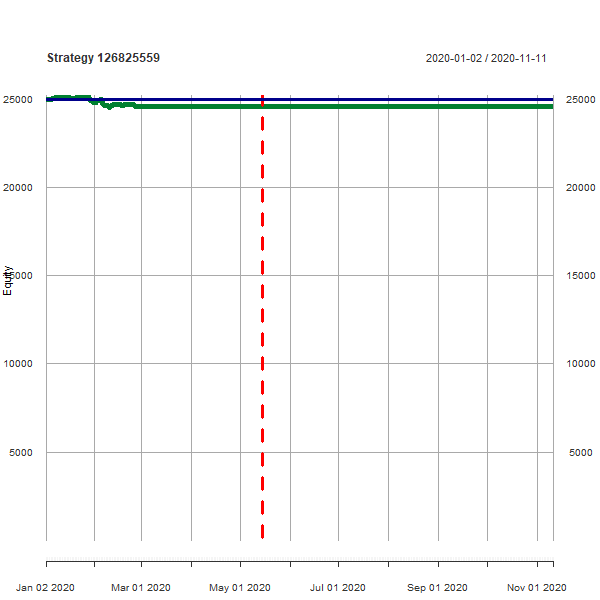 Strategy 126825559
2020-01-02 / 2020-11-11
25000
25000
20000
20000
Equity
15000
15000
10000
10000
5000
5000
Jan 02 2020
Mar 01 2020
May 01 2020
Jul 01 2020
Sep 01 2020
Nov 01 2020